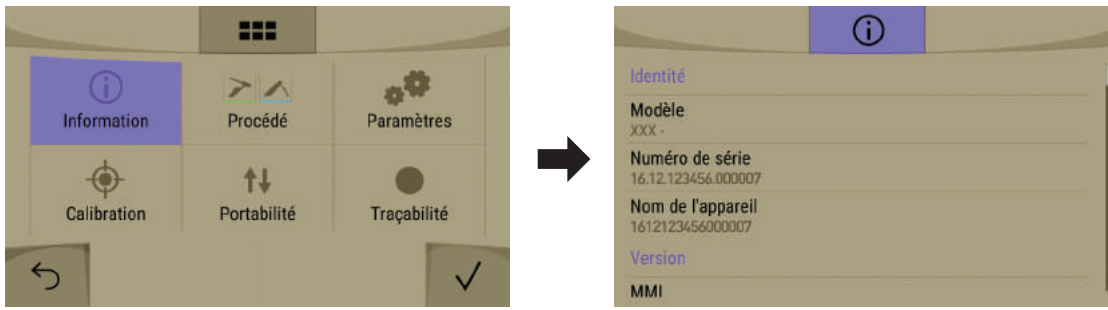 Information
Procédé
Paramètres
Calibration
Portabilité
Traçabilité
Identité
Modèle
XXX -
Numéro de série
16.12.123456.000007
Nom de l'appareil
1612123456000007
Version
MMI